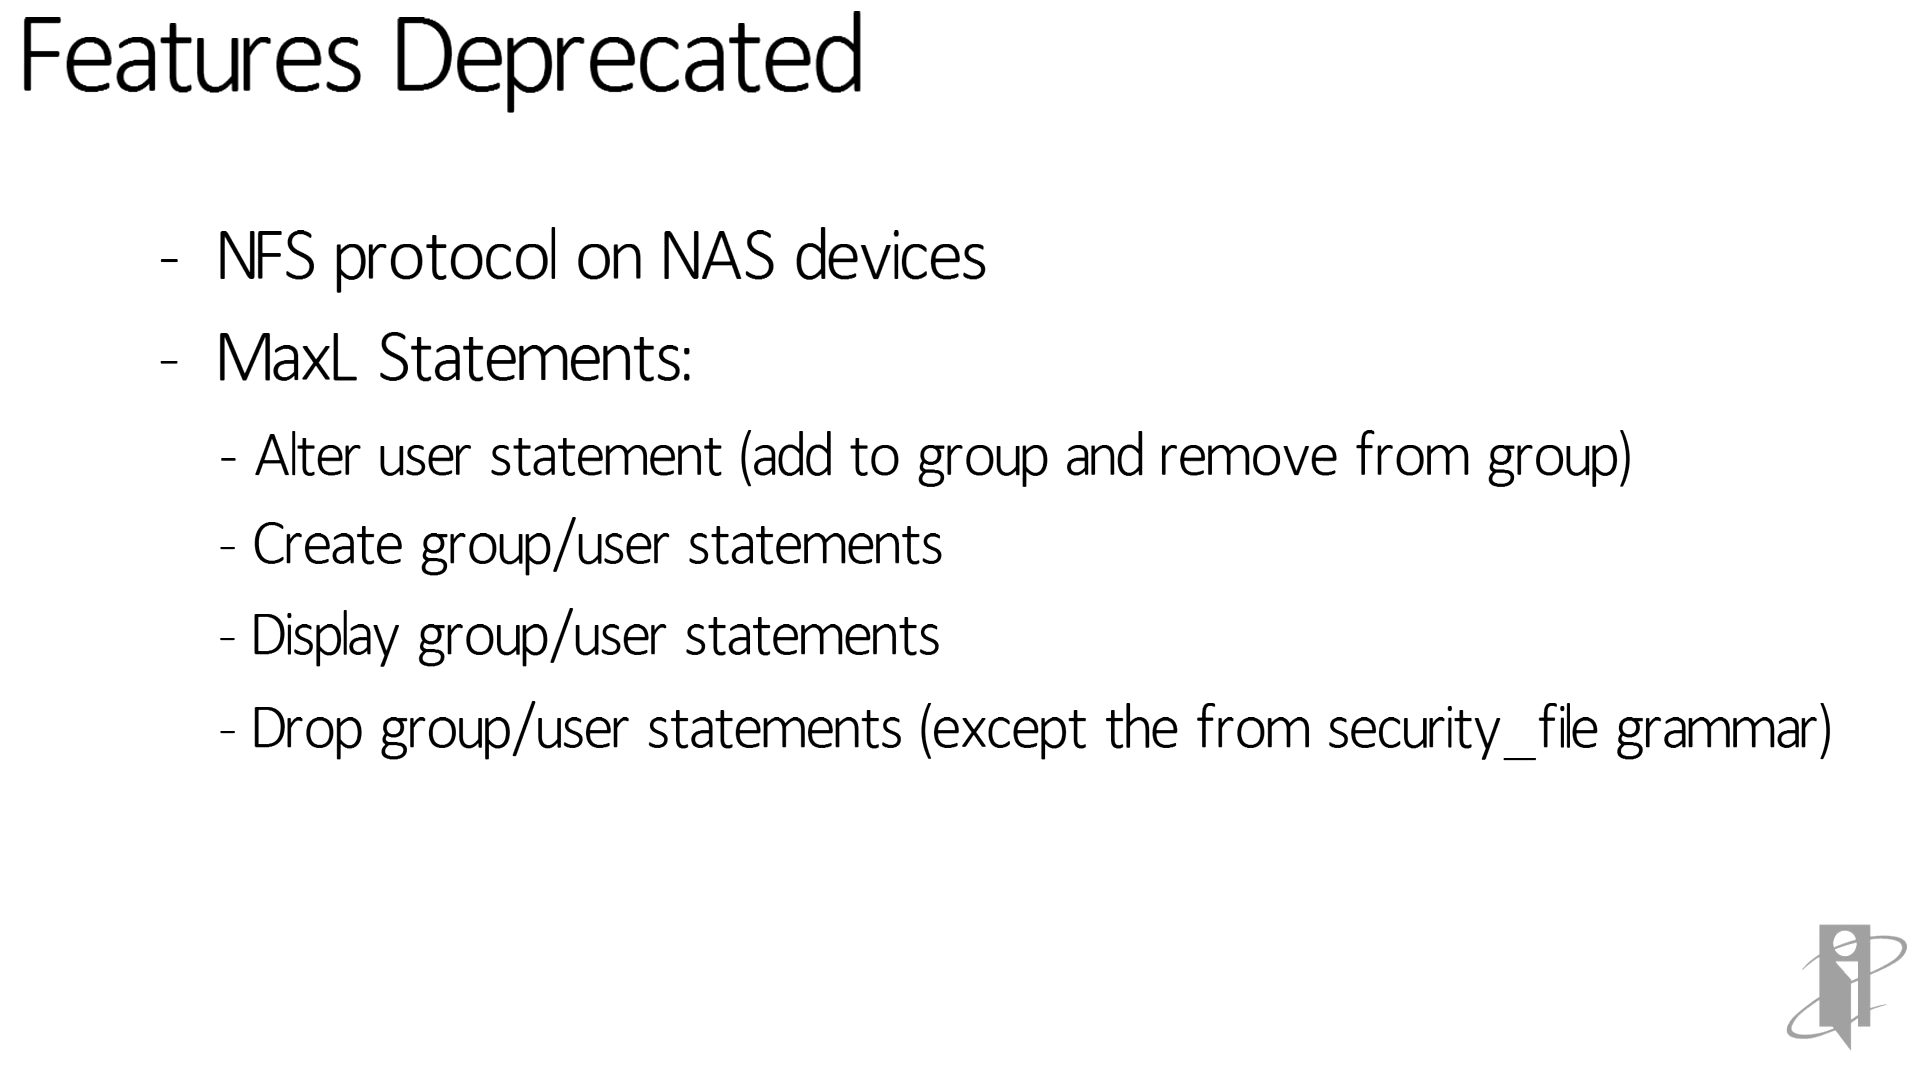 Features Deprecated
- NFS protocol on NAS devices
- MaxL Statements:
- Alter user statement (add to group and remove from group)
- Create group/user statements
- Display group/user statements
- Drop group/user statements (except the from security_file grammar)